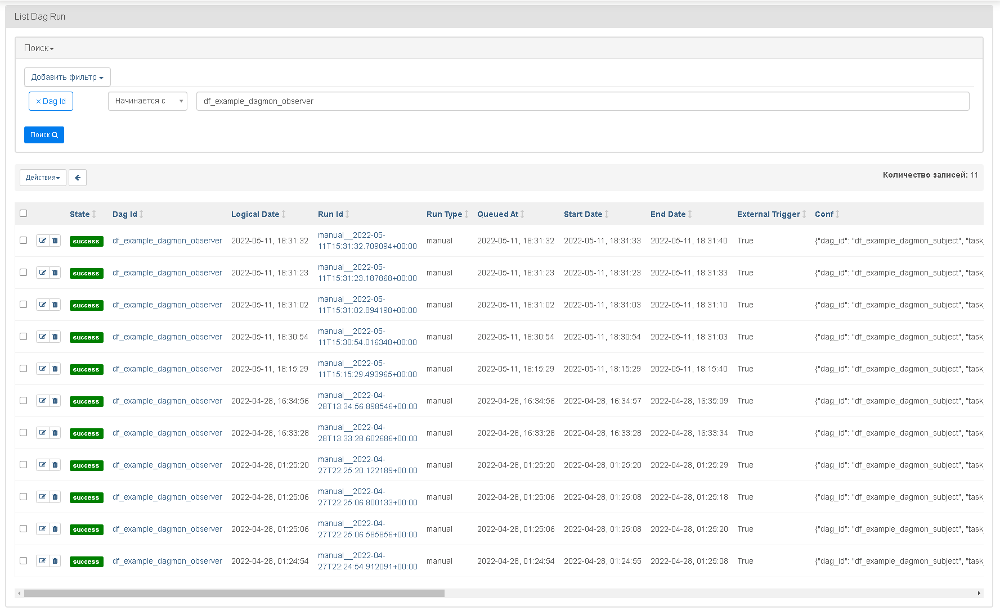 List Dag Run
Поиск
Добавить фильтр
× Dag Id Начинается с df_example_dagmon_observer
Поиск
Действия Количество записей: 11
State Dag Id Logical Date Run Id Run Type Queued At Start Date End Date External Trigger Conf
success df_example_dagmon_observer 2022-05-11, 18:31:32 manual__2022-05-11T15:31:32.709094+00:00 manual 2022-05-11, 18:31:32 2022-05-11, 18:31:33 2022-05-11, 18:31:40 True {"dag_id": "df_example_dagmon_subject", "task_
success df_example_dagmon_observer 2022-05-11, 18:31:23 manual__2022-05-11T15:31:23.187868+00:00 manual 2022-05-11, 18:31:23 2022-05-11, 18:31:23 2022-05-11, 18:31:33 True {"dag_id": "df_example_dagmon_subject", "task_
success df_example_dagmon_observer 2022-05-11, 18:31:02 manual__2022-05-11T15:31:02.894198+00:00 manual 2022-05-11, 18:31:02 2022-05-11, 18:31:03 2022-05-11, 18:31:10 True {"dag_id": "df_example_dagmon_subject", "task_
success df_example_dagmon_observer 2022-05-11, 18:30:54 manual__2022-05-11T15:30:54.016348+00:00 manual 2022-05-11, 18:30:54 2022-05-11, 18:30:54 2022-05-11, 18:31:03 True {"dag_id": "df_example_dagmon_subject", "task_
success df_example_dagmon_observer 2022-05-11, 18:15:29 manual__2022-05-11T15:15:29.493965+00:00 manual 2022-05-11, 18:15:29 2022-05-11, 18:15:29 2022-05-11, 18:15:40 True {"dag_id": "df_example_dagmon_subject", "task_
success df_example_dagmon_observer 2022-04-28, 16:34:56 manual__2022-04-28T13:34:56.898546+00:00 manual 2022-04-28, 16:34:56 2022-04-28, 16:34:57 2022-04-28, 16:35:09 True {"dag_id": "df_example_dagmon_subject", "task_
success df_example_dagmon_observer 2022-04-28, 16:33:28 manual__2022-04-28T13:33:28.602686+00:00 manual 2022-04-28, 16:33:28 2022-04-28, 16:33:28 2022-04-28, 16:33:34 True {"dag_id": "df_example_dagmon_subject", "task_
success df_example_dagmon_observer 2022-04-28, 01:25:20 manual__2022-04-27T22:25:20.122189+00:00 manual 2022-04-28, 01:25:20 2022-04-28, 01:25:20 2022-04-28, 01:25:29 True {"dag_id": "df_example_dagmon_subject", "task_
success df_example_dagmon_observer 2022-04-28, 01:25:06 manual__2022-04-27T22:25:06.800133+00:00 manual 2022-04-28, 01:25:06 2022-04-28, 01:25:08 2022-04-28, 01:25:18 True {"dag_id": "df_example_dagmon_subject", "task_
success df_example_dagmon_observer 2022-04-28, 01:25:06 manual__2022-04-27T22:25:06.585856+00:00 manual 2022-04-28, 01:25:06 2022-04-28, 01:25:08 2022-04-28, 01:25:20 True {"dag_id": "df_example_dagmon_subject", "task_
success df_example_dagmon_observer 2022-04-28, 01:24:54 manual__2022-04-27T22:24:54.912091+00:00 manual 2022-04-28, 01:24:54 2022-04-28, 01:24:55 2022-04-28, 01:25:08 True {"dag_id": "df_example_dagmon_subject", "task_